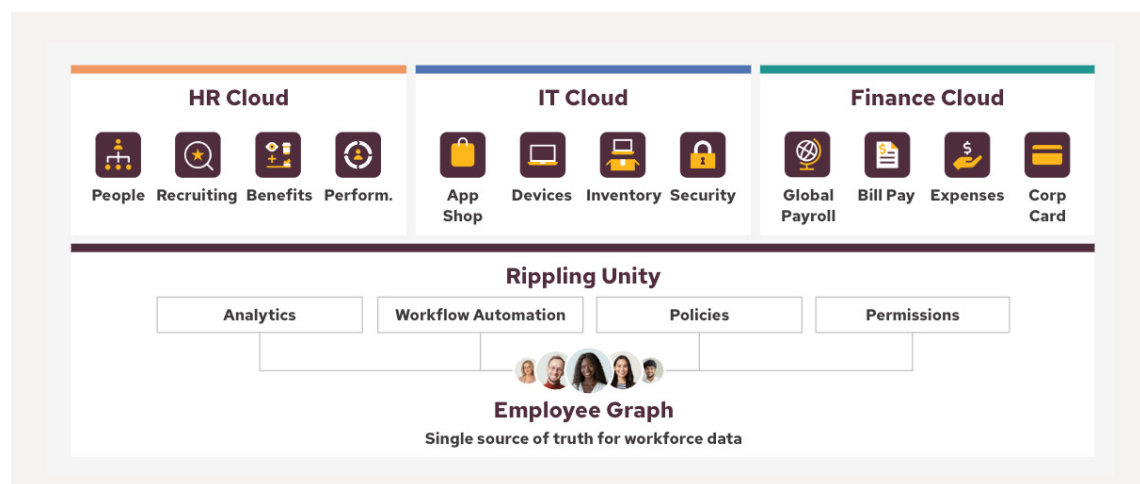 HR Cloud
People Recruiting Benefits Perform.
IT Cloud
App Shop
Devices Inventory Security
Finance Cloud
Global Payroll
Bill Pay Expenses
Corp Card
Rippling Unity
Analytics Workflow Automation Policies Permissions
Employee Graph
Single source of truth for workforce data